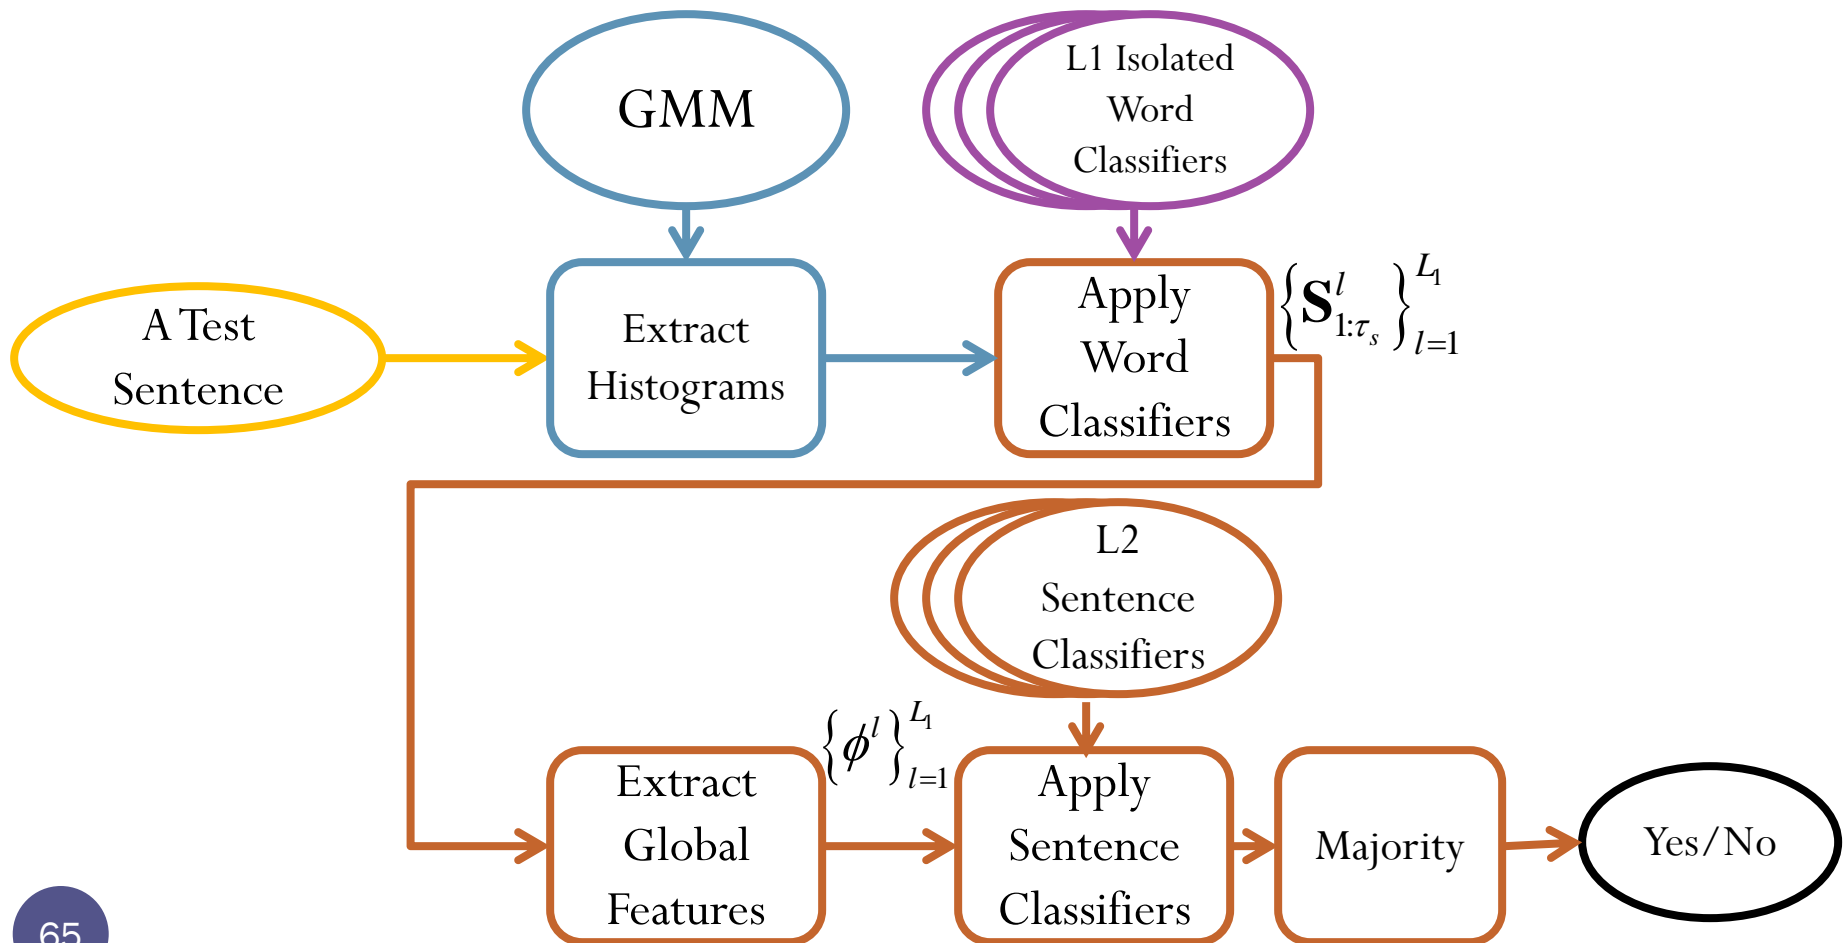 GMM
L1 Isolated
Word
Classifiers
A Test
Sentence
Extract
Histograms
Apply
Word
Classifiers
{S^l_{1:τ_s}}^{L_1}_{l=1}
L2
Sentence
Classifiers
Extract
Global
Features
{ϕ^l}^{L_1}_{l=1}
Apply
Sentence
Classifiers
Majority
Yes/No
65